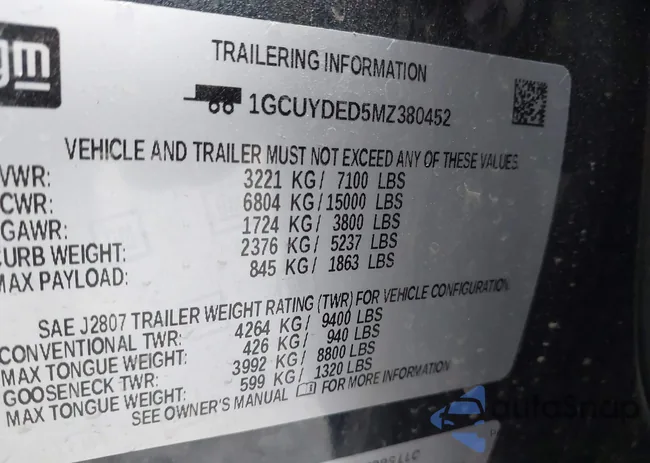 gm
TRAILERING INFORMATION
1GCUYDED5MZ380452
VEHICLE AND TRAILER MUST NOT EXCEED ANY OF THESE VALUES.
VWR: 3221 KG/ 7100 LBS
CWR: 6804 KG/15000 LBS
GAWR: 1724 KG/ 3800 LBS
URB WEIGHT: 2376 KG/ 5237 LBS
MAX PAYLOAD: 845 KG/ 1863 LBS
SAE J2807 TRAILER WEIGHT RATING (TWR) FOR VEHICLE CONFIGURATION.
CONVENTIONAL TWR: 4264 KG/ 9400 LBS
MAX TONGUE WEIGHT: 426 KG/ 940 LBS
GOOSENECK TWR: 3992 KG/ 8800 LBS
MAX TONGUE WEIGHT: 599 KG/ 1320 LBS
SEE OWNER'S MANUAL FOR MORE INFORMATION
autosnap
LLC